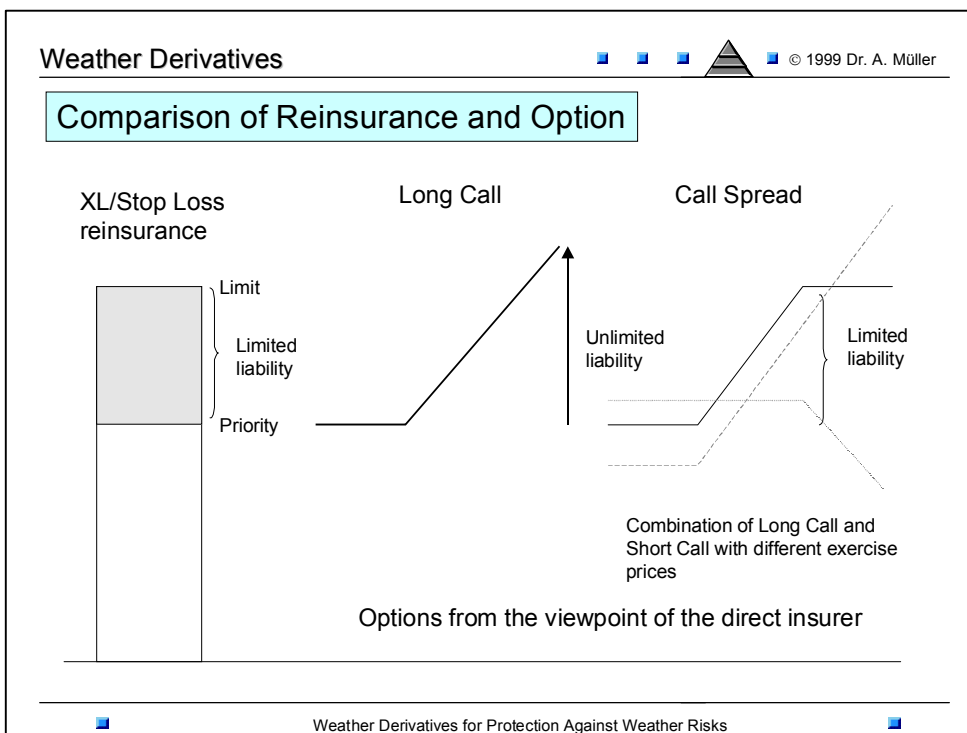 Weather Derivatives
© 1999 Dr. A. Müller
Comparison of Reinsurance and Option
XL/Stop Loss
reinsurance
Limit
Limited
liability
Priority
Long Call
Unlimited
liability
Call Spread
Limited
liability
Combination of Long Call and
Short Call with different exercise
prices
Options from the viewpoint of the direct insurer
Weather Derivatives for Protection Against Weather Risks